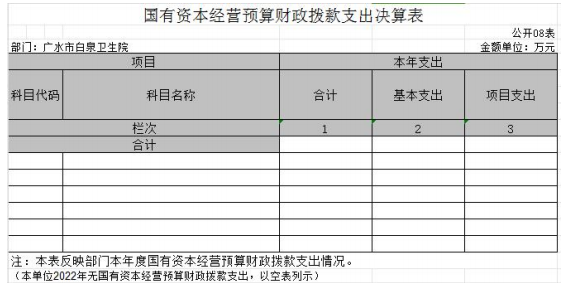 国有资本经营预算财政拨款支出决算表
公开08表
部门：广水市白泉卫生院 金额单位：万元
项目 本年支出
科目代码 科目名称 合计 基本支出 项目支出
栏次 1 2 3
合计
注：本表反映部门本年度国有资本经营预算财政拨款支出情况。
（本单位2022年无国有资本经营预算财政拨款支出，以空表列示）